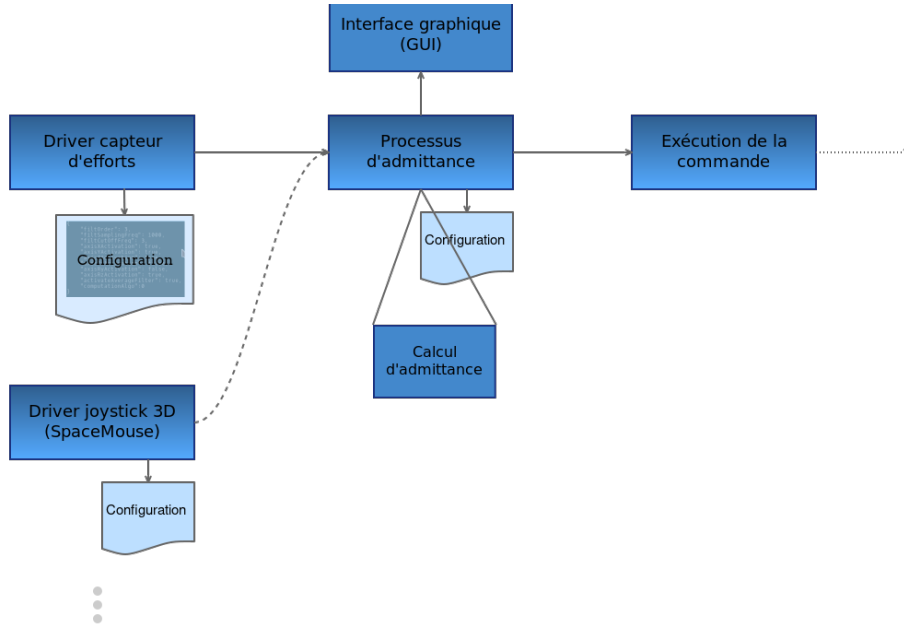 Interface graphique
(GUI)
Driver capteur
d'efforts
Processus
d'admittance
Exécution de la
commande
Configuration
Configuration
Calcul
d'admittance
Driver joystick 3D
(SpaceMouse)
Configuration